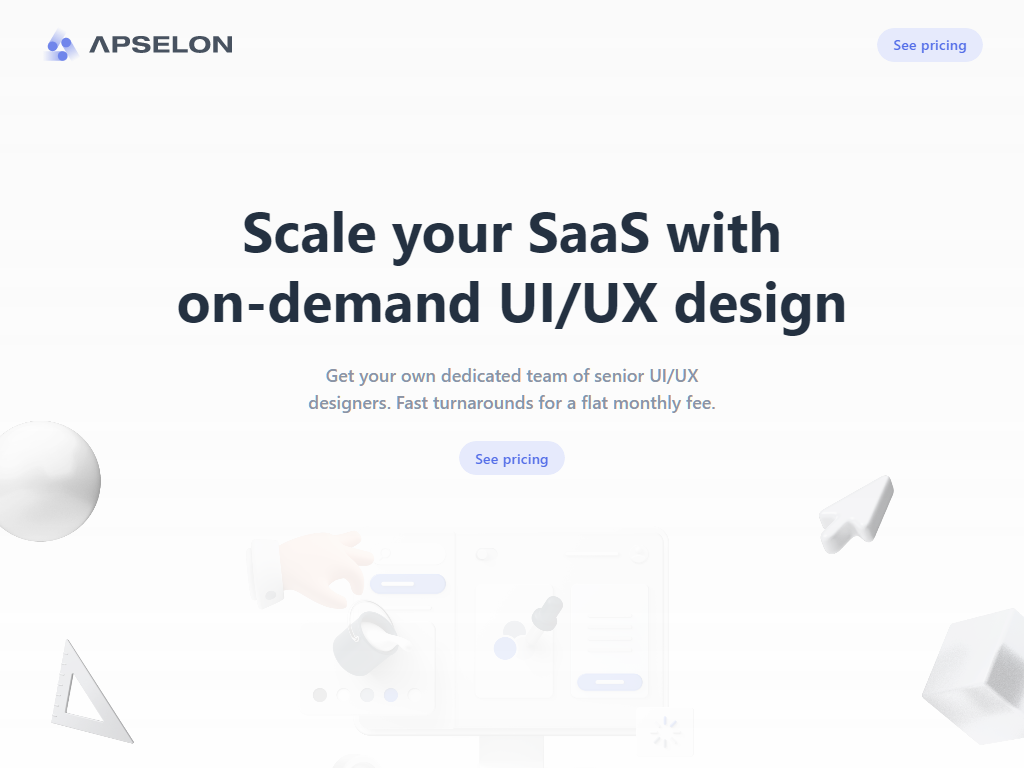 APSELON
See pricing
Scale your SaaS with
on-demand UI/UX design
Get your own dedicated team of senior UI/UX
designers. Fast turnarounds for a flat monthly fee.
See pricing